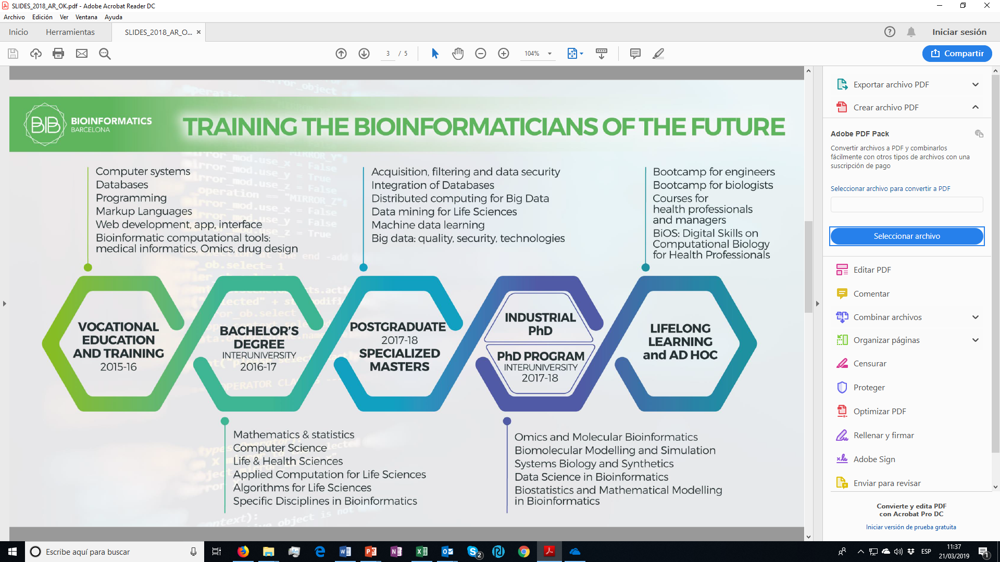 SLIDES_2018_AR_OK.pdf - Adobe Acrobat Reader DC
Archivo Edición Ver Ventana Ayuda
Inicio Herramientas SLIDES_2018_AR_O... × Iniciar sesión
3 / 5 104% Compartir
BIB BIOINFORMATICS
BARCELONA
TRAINING THE BIOINFORMATICIANS OF THE FUTURE
Computer systems
Databases
Programming
Markup Languages
Web development, app, interface
Bioinformatic computational tools:
medical informatics, Omics, drug design
Acquisition, filtering and data security
Integration of Databases
Distributed computing for Big Data
Data mining for Life Sciences
Machine data learning
Big data: quality, security, technologies
Bootcamp for engineers
Bootcamp for biologists
Courses for
health professionals
and managers
BiOS: Digital Skills on
Computational Biology
for Health Professionals
VOCATIONAL
EDUCATION
AND TRAINING
2015-16
BACHELOR'S
DEGREE
INTERUNIVERSITY
2016-17
POSTGRADUATE
2017-18
SPECIALIZED
MASTERS
INDUSTRIAL
PhD
PhD PROGRAM
INTERUNIVERSITY
2017-18
LIFELONG
LEARNING
and AD HOC
Mathematics & statistics
Computer Science
Life & Health Sciences
Applied Computation for Life Sciences
Algorithms for Life Sciences
Specific Disciplines in Bioinformatics
Omics and Molecular Bioinformatics
Biomolecular Modelling and Simulation
Systems Biology and Synthetics
Data Science in Bioinformatics
Biostatistics and Mathematical Modelling
in Bioinformatics
Exportar archivo PDF
Crear archivo PDF
Adobe PDF Pack
Convertir archivos a PDF y combinarlos
fácilmente con otros tipos de archivos con una
suscripción de pago
Seleccionar archivo para convertir a PDF
Seleccionar archivo
Editar PDF
Comentar
Combinar archivos
Organizar páginas
Censurar
Proteger
Optimizar PDF
Rellenar y firmar
Adobe Sign
Enviar para revisar
Convierte y edita PDF
con Acrobat Pro DC
Iniciar versión de prueba gratuita
Escribe aquí para buscar
2
ESP
11:37
21/03/2019
1